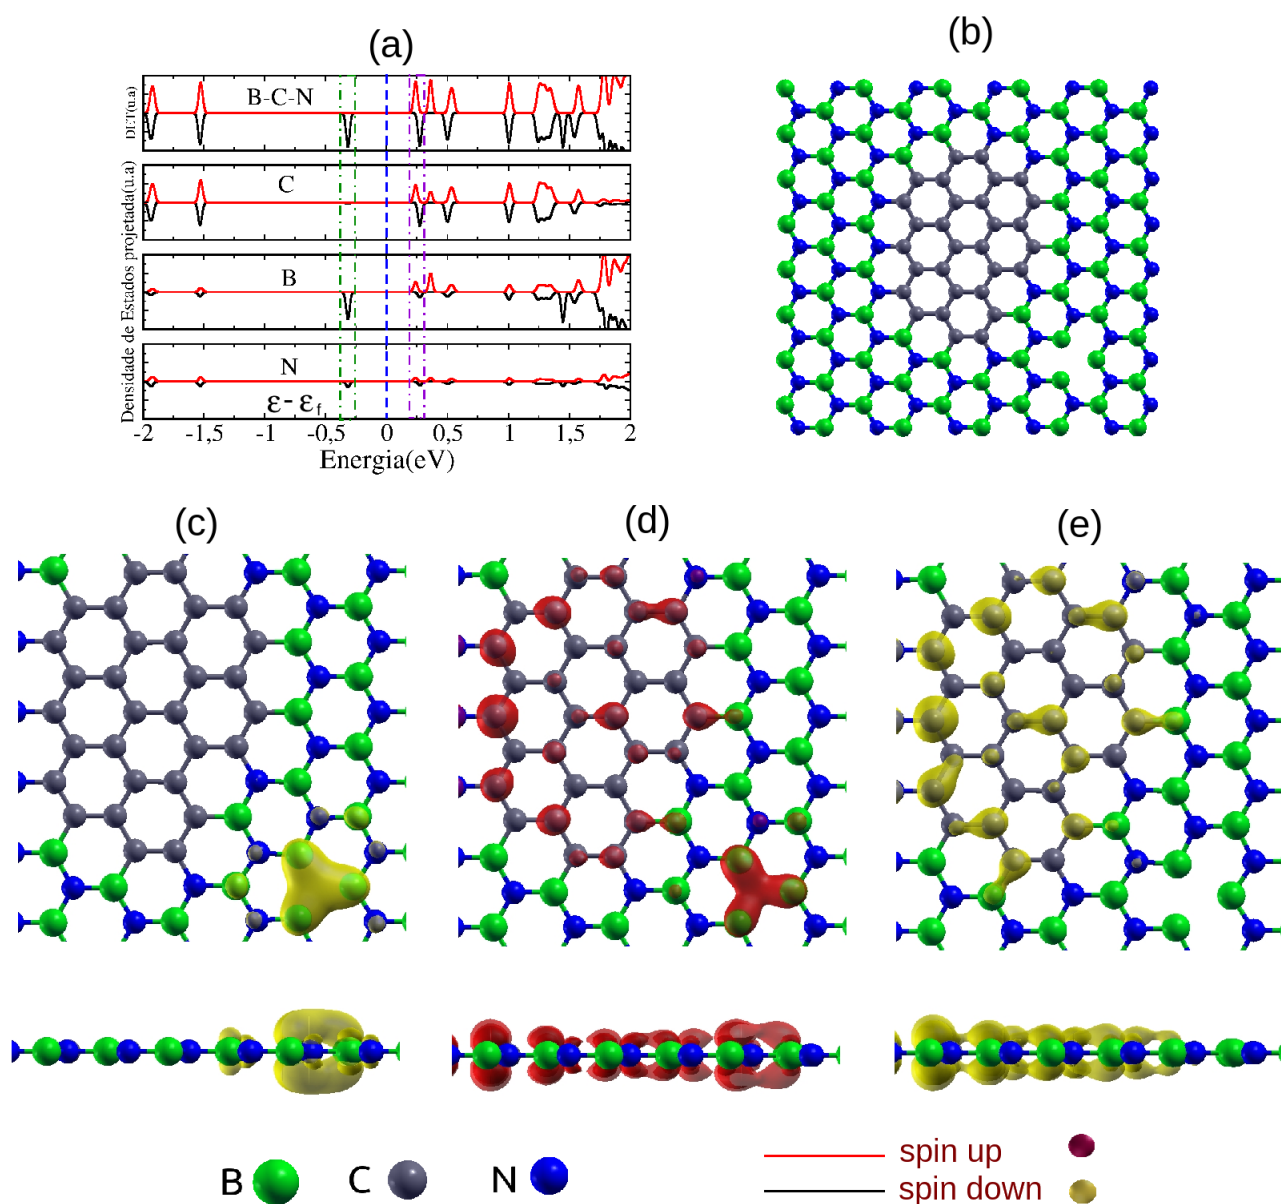 (a)
(b)
DET(u.a)
Densidade de Estados projetada(u.a)
B-C-N
C
B
N
ε-εf
-2 -1,5 -1 -0,5 0 0,5 1 1,5 2
Energia(eV)
(c) (d) (e)
B C N
spin up
spin down